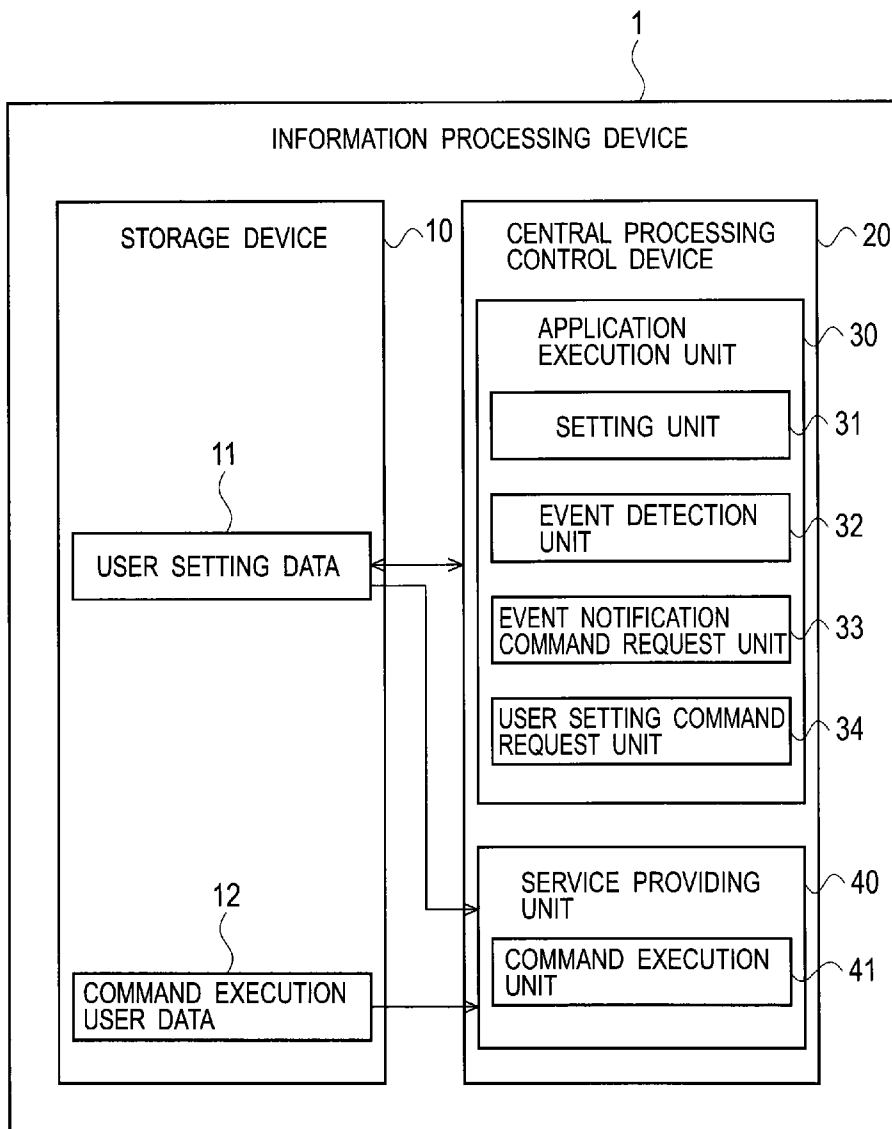 1
INFORMATION PROCESSING DEVICE
STORAGE DEVICE
10
11
USER SETTING DATA
12
COMMAND EXECUTION
USER DATA
CENTRAL PROCESSING
CONTROL DEVICE
20
APPLICATION
EXECUTION UNIT
30
SETTING UNIT
31
EVENT DETECTION
UNIT
32
EVENT NOTIFICATION
COMMAND REQUEST UNIT
33
USER SETTING COMMAND
REQUEST UNIT
34
SERVICE PROVIDING
UNIT
40
COMMAND EXECUTION
UNIT
41